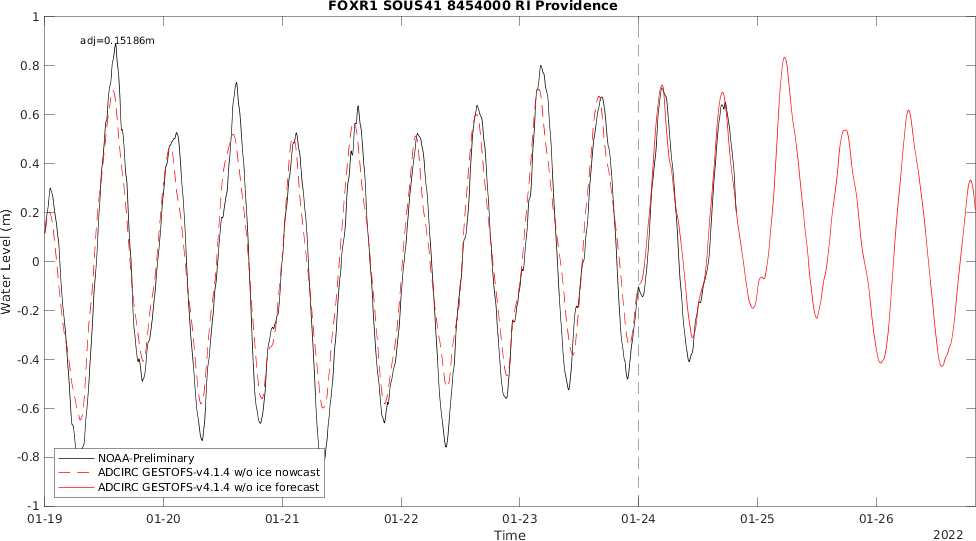 FOXR1 SOUS41 8454000 RI Providence
adj=0.15186m
1
0.8
0.6
0.4
0.2
0
-0.2
-0.4
-0.6
-0.8
-1
Water Level (m)
NOAA-Preliminary
ADCIRC GESTOFS-v4.1.4 w/o ice nowcast
ADCIRC GESTOFS-v4.1.4 w/o ice forecast
01-19 01-20 01-21 01-22 01-23 01-24 01-25 01-26
Time
2022